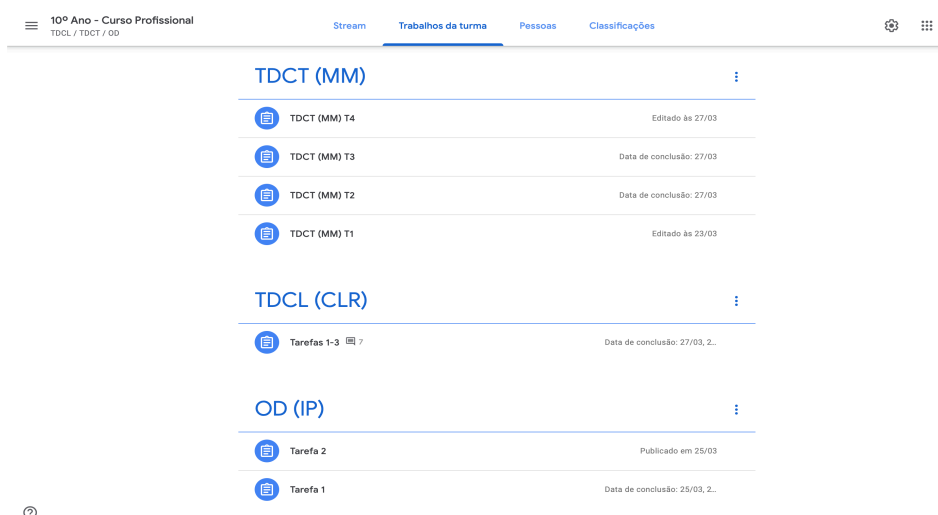 10º Ano - Curso Profissional
TDCL / TDCT / OD
Stream
Trabalhos da turma
Pessoas
Classificações
TDCT (MM)
TDCT (MM) T4
Editado às 27/03
TDCT (MM) T3
Data de conclusão: 27/03
TDCT (MM) T2
Data de conclusão: 27/03
TDCT (MM) T1
Editado às 23/03
TDCL (CLR)
Tarefas 1-3 7
Data de conclusão: 27/03, 2...
OD (IP)
Tarefa 2
Publicado em 25/03
Tarefa 1
Data de conclusão: 25/03, 2...